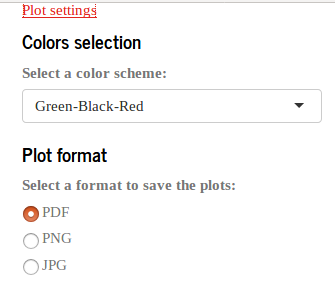 Plot settings
Colors selection
Select a color scheme:
Green-Black-Red
Plot format
Select a format to save the plots:
PDF
PNG
JPG